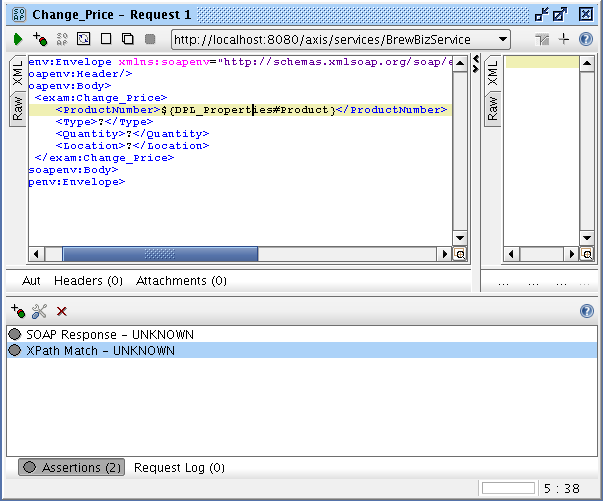 Change_Price – Request 1
SOAP
http://localhost:8080/axis/services/BrewBizService
XML
Raw
env:Envelope xmlns:soapenv="http://schemas.xmlsoap.org/soap/e
oapenv:Header/>
oapenv:Body>
<exam:Change_Price>
<ProductNumber>${DPL_Properties#Product}</ProductNumber>
<Type>?</Type>
<Quantity>?</Quantity>
<Location>?</Location>
</exam:Change_Price>
soapenv:Body>
penv:Envelope>
XML
Raw
Aut Headers (0) Attachments (0)
... ... ... ...
SOAP Response – UNKNOWN
XPath Match – UNKNOWN
Assertions (2) Request Log (0)
5 : 38